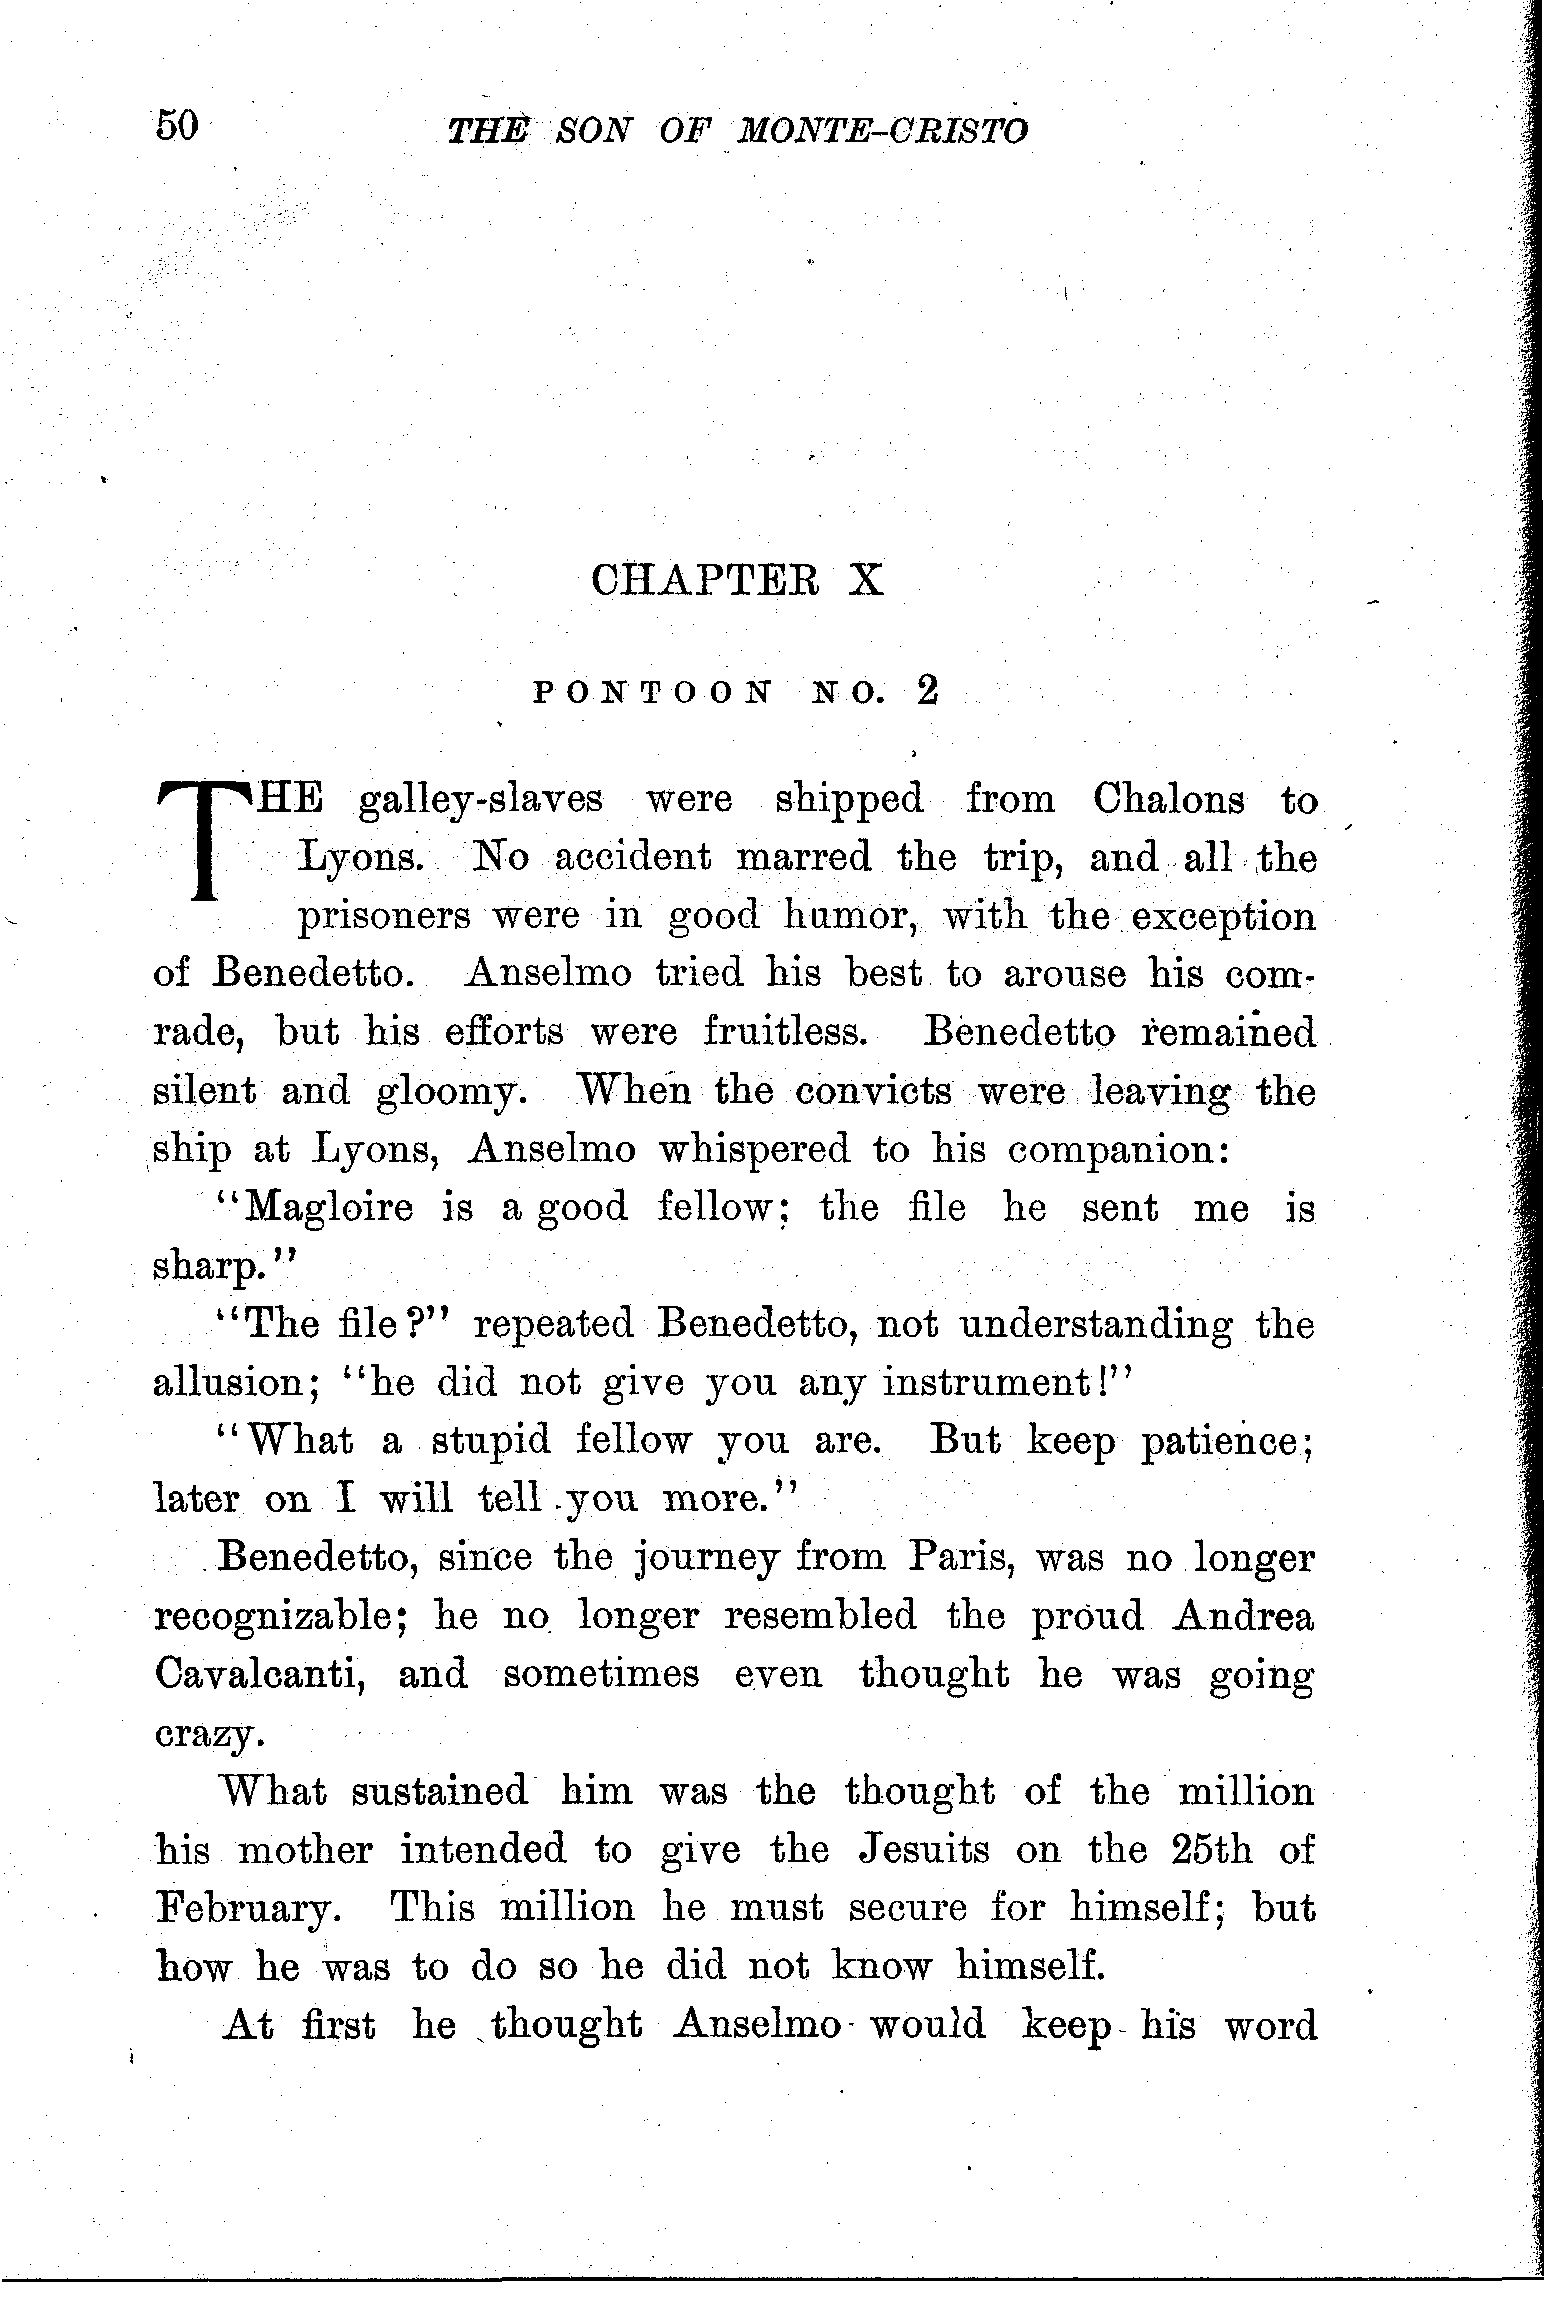 50 THE SON OF MONTE-CRISTO
CHAPTER X
PONTOON NO. 2
THE galley-slaves were shipped from Chalons to
Lyons. No accident marred the trip, and all the
prisoners were in good humor, with the exception
of Benedetto. Anselmo tried his best to arouse his com-
rade, but his efforts were fruitless. Benedetto remained
silent and gloomy. When the convicts were leaving the
ship at Lyons, Anselmo whispered to his companion:
"Magloire is a good fellow; the file he sent me is
sharp."
"The file?" repeated Benedetto, not understanding the
allusion; "he did not give you any instrument!"
"What a stupid fellow you are. But keep patience;
later on I will tell you more."
Benedetto, since the journey from Paris, was no longer
recognizable; he no longer resembled the proud Andrea
Cavalcanti, and sometimes even thought he was going
crazy.
What sustained him was the thought of the million
his mother intended to give the Jesuits on the 25th of
February. This million he must secure for himself; but
how he was to do so he did not know himself.
At first he thought Anselmo would keep his word